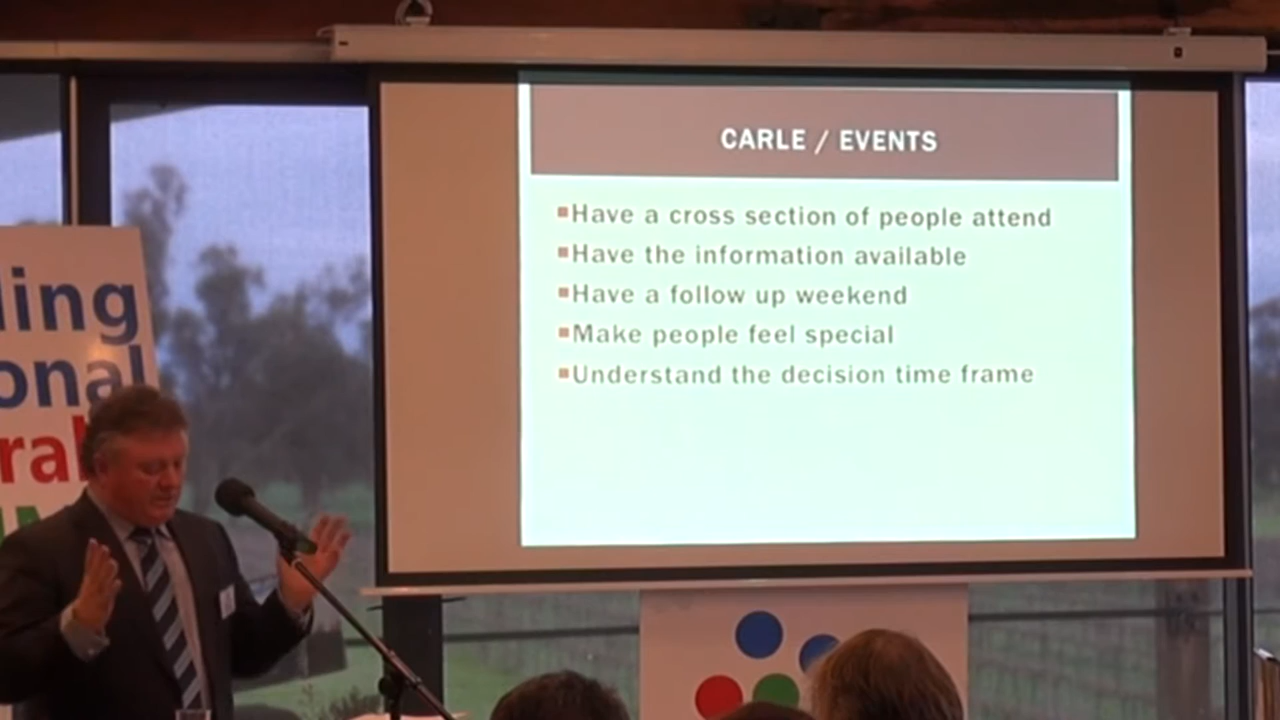 CARLE / EVENTS
Have a cross section of people attend
Have the information available
Have a follow up weekend
Make people feel special
Understand the decision time frame
ling
onal
ral